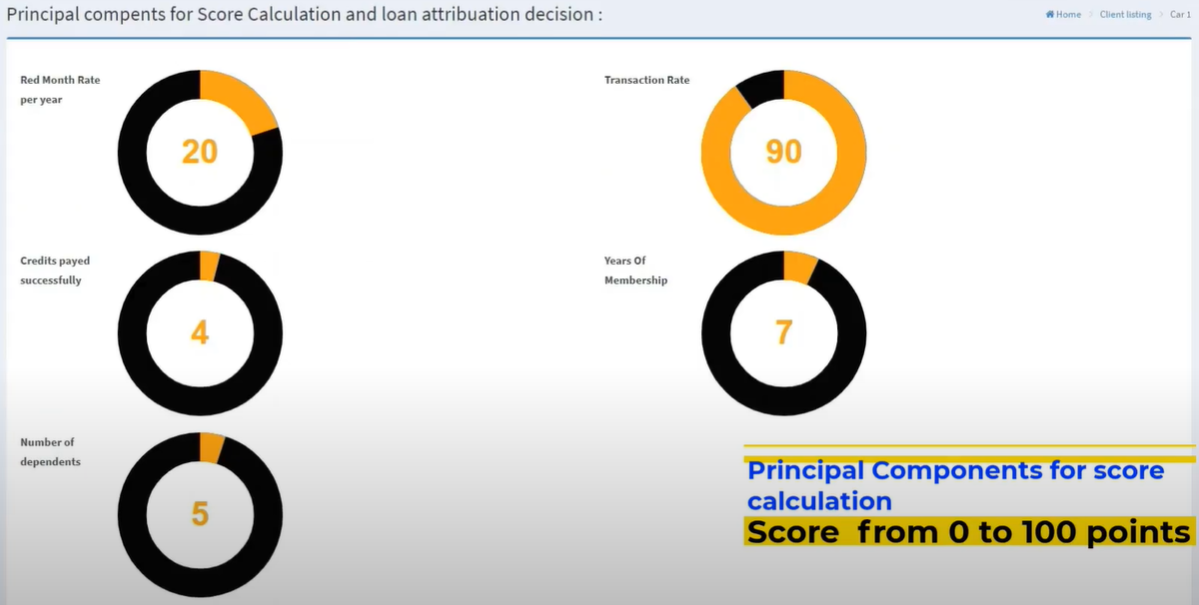 Principal compents for Score Calculation and loan attribuation decision :
Home / Client listing / Car 1
Red Month Rate
per year
20
Transaction Rate
90
Credits payed
successfully
4
Years Of
Membership
7
Number of
dependents
5
Principal Components for score
calculation
Score from 0 to 100 points